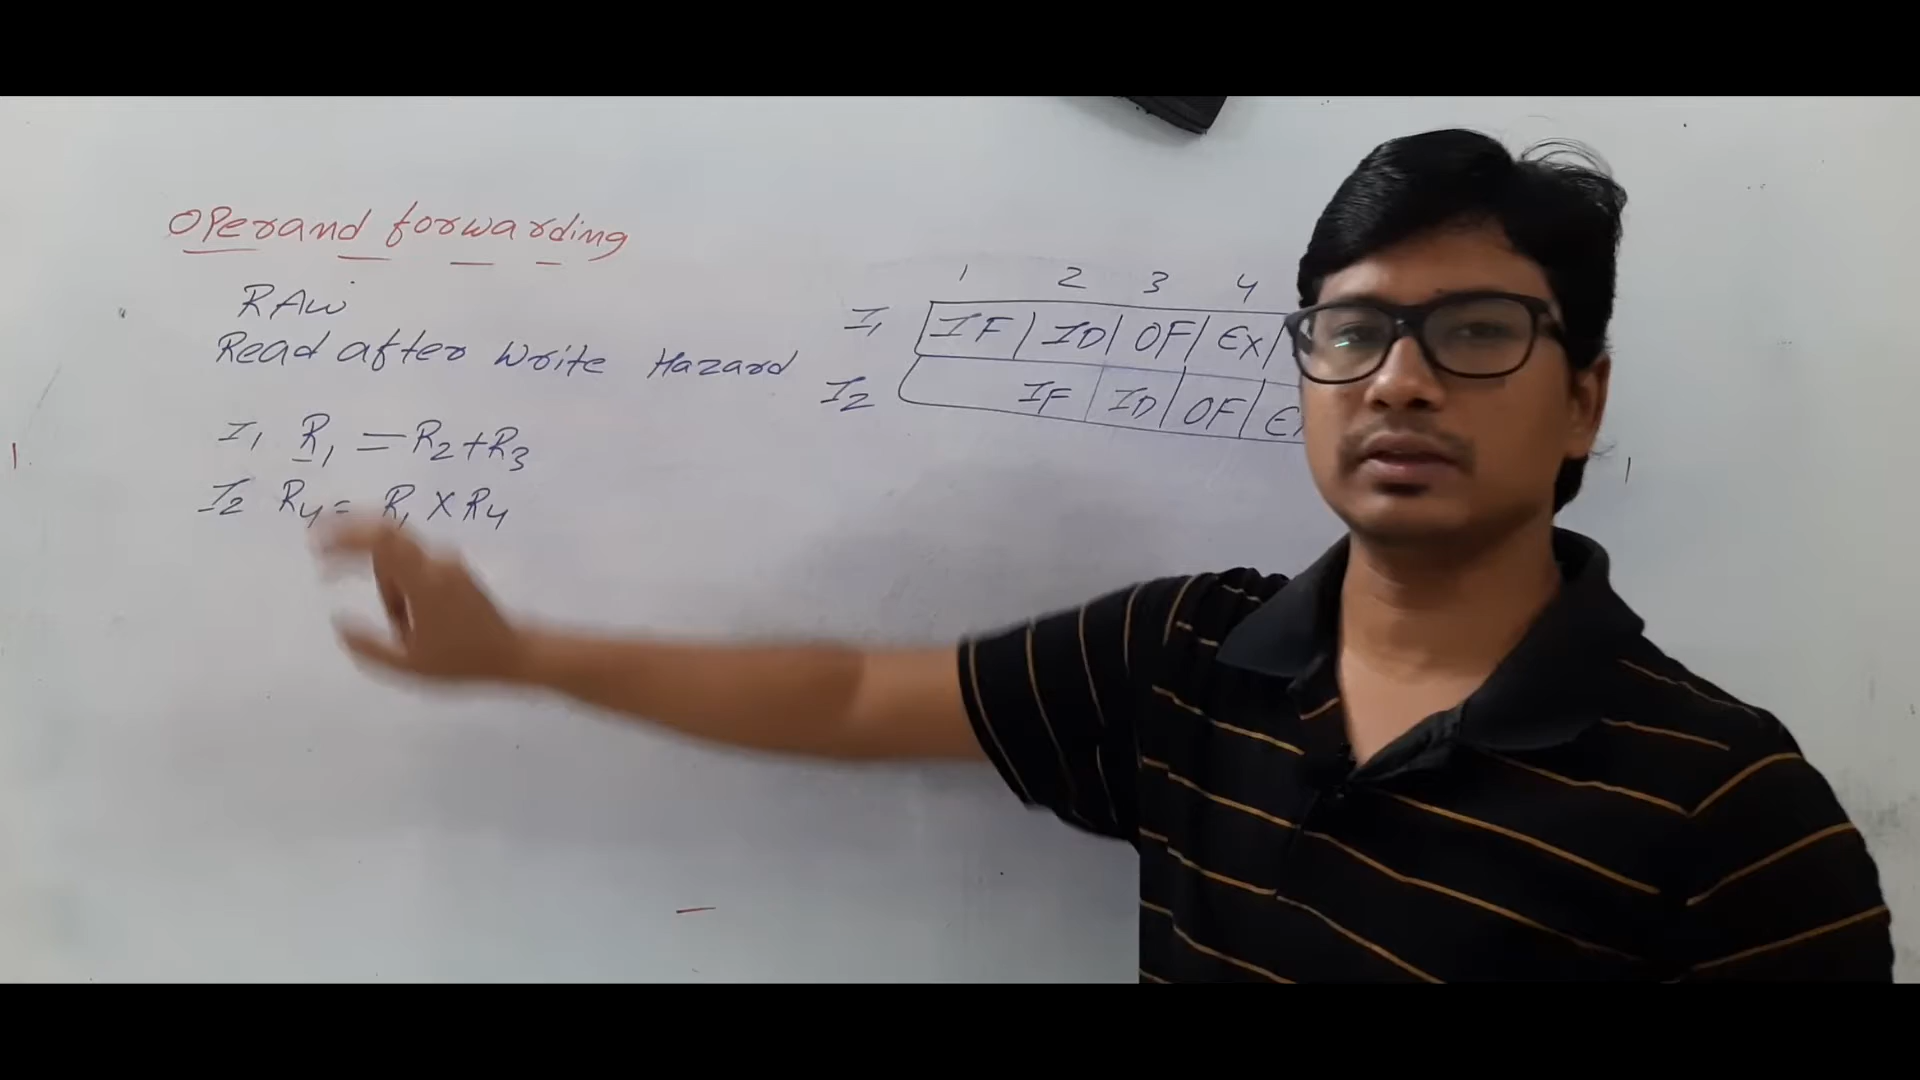 Operand forwarding
RAW
Read after Write Hazard
I1 R1 = R2 + R3
I2 R4 = R1 X R4
1 2 3 4
I1 IF ID OF EX
I2 IF ID OF